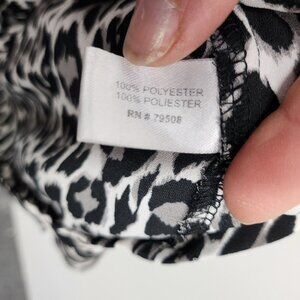 100% POLYESTER
100% POLIESTER
RN # 79508